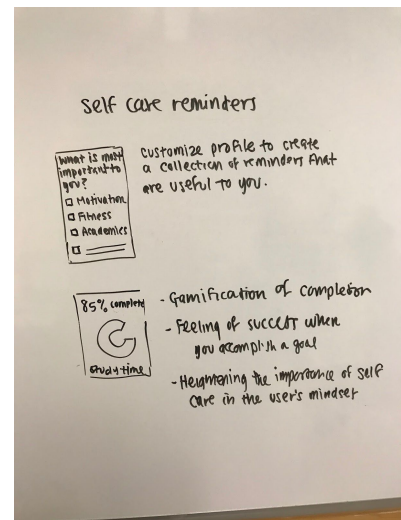 self care reminders
What is most
important to
you?
Motivation
Fitness
Academics
customize profile to create
a collection of reminders that
are useful to you.
85% complete
study time
- Gamification of completion
- Feeling of success when
you accomplish a goal
- Heightening the importance of self
care in the user's mindset